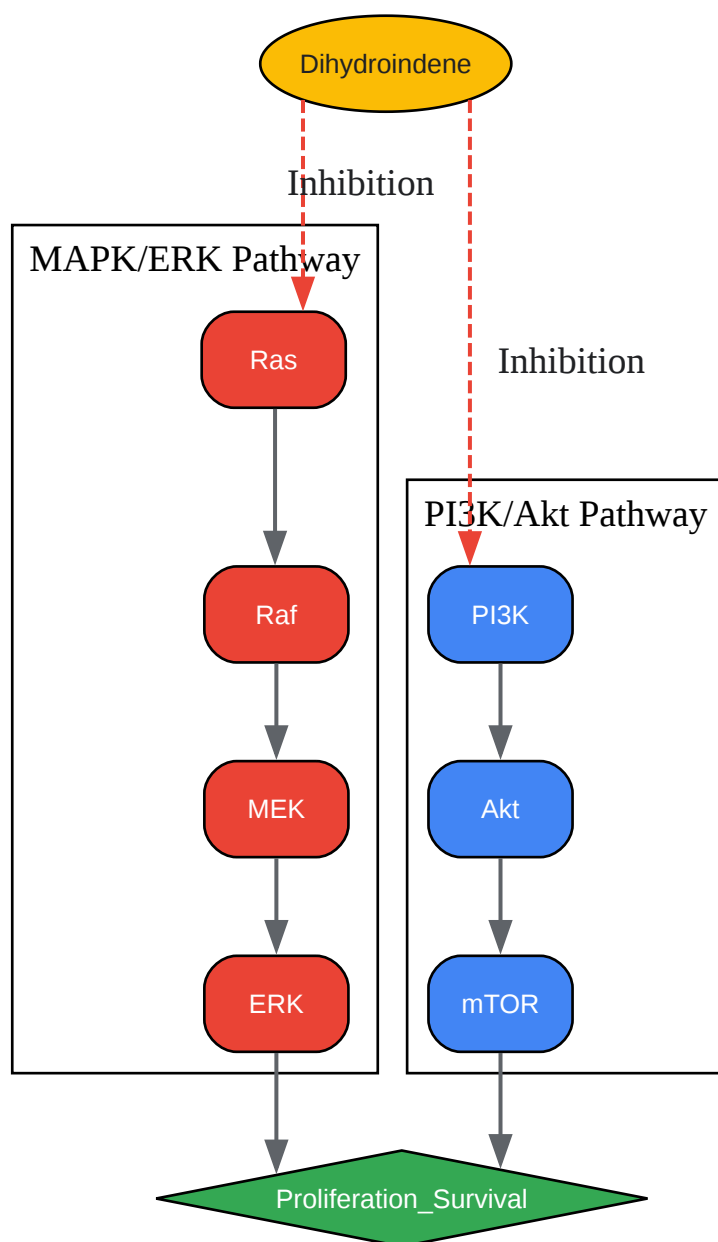 Dihydroindene
Inhibition
MAPK/ERK Pathway
Ras
Inhibition
PI3K/Akt Pathway
Raf
PI3K
MEK
Akt
ERK
mTOR
Proliferation_Survival